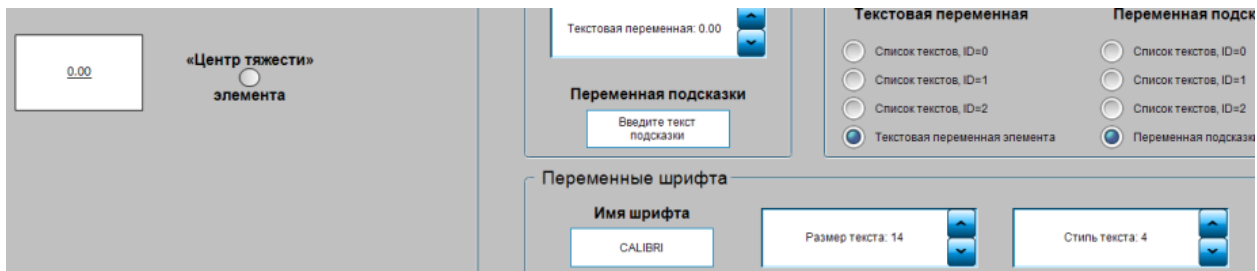 0.00
«Центр тяжести»
элемента
Текстовая переменная: 0.00
Переменная подсказки
Введите текст
подсказки
Текстовая переменная
Список текстов, ID=0
Список текстов, ID=1
Список текстов, ID=2
Текстовая переменная элемента
Переменная подск
Список текстов, ID=0
Список текстов, ID=1
Список текстов, ID=2
Переменная подсказки
Переменные шрифта
Имя шрифта
CALIBRI
Размер текста: 14
Стиль текста: 4